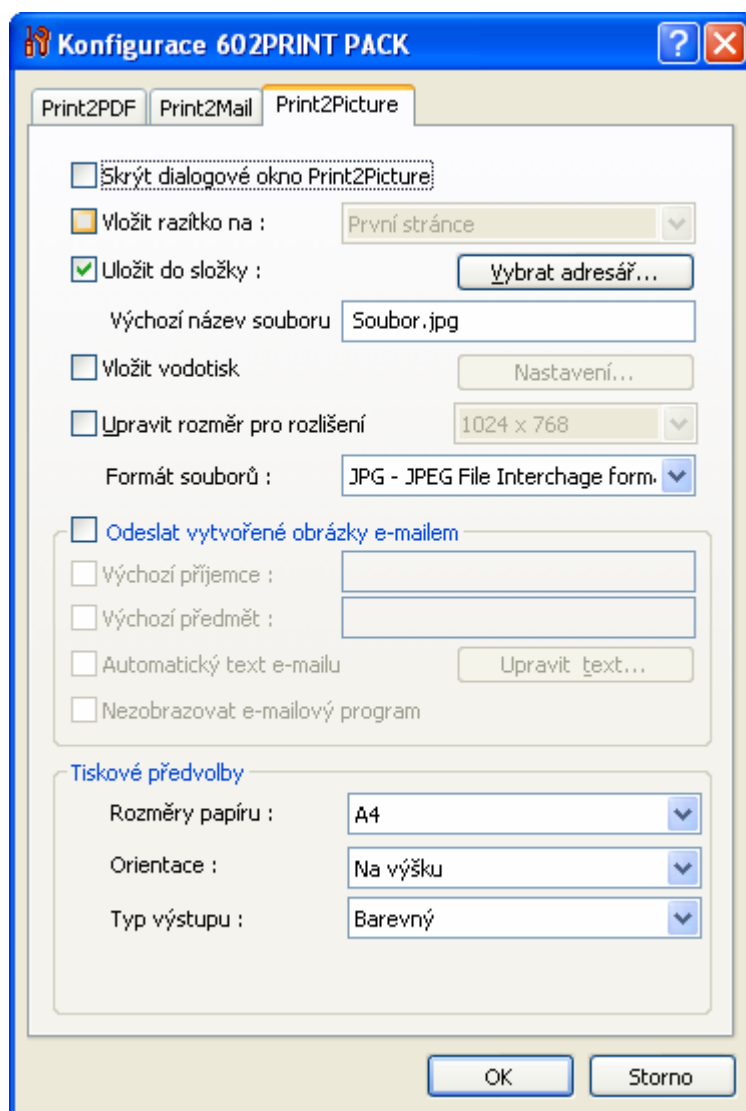 Konfigurace 602PRINT PACK
Print2PDF Print2Mail Print2Picture
Skrýt dialogové okno Print2Picture
Vložit razítko na : První stránce
Uložit do složky : Vybrat adresář...
Výchozí název souboru Soubor.jpg
Vložit vodotisk Nastavení...
Upravit rozměr pro rozlišení 1024 x 768
Formát souborů : JPG - JPEG File Interchage form
Odeslat vytvořené obrázky e-mailem
Výchozí příjemce :
Výchozí předmět :
Automatický text e-mailu Upravit text...
Nezobrazovat e-mailový program
Tiskové předvolby
Rozměry papíru : A4
Orientace : Na výšku
Typ výstupu : Barevný
OK Storno